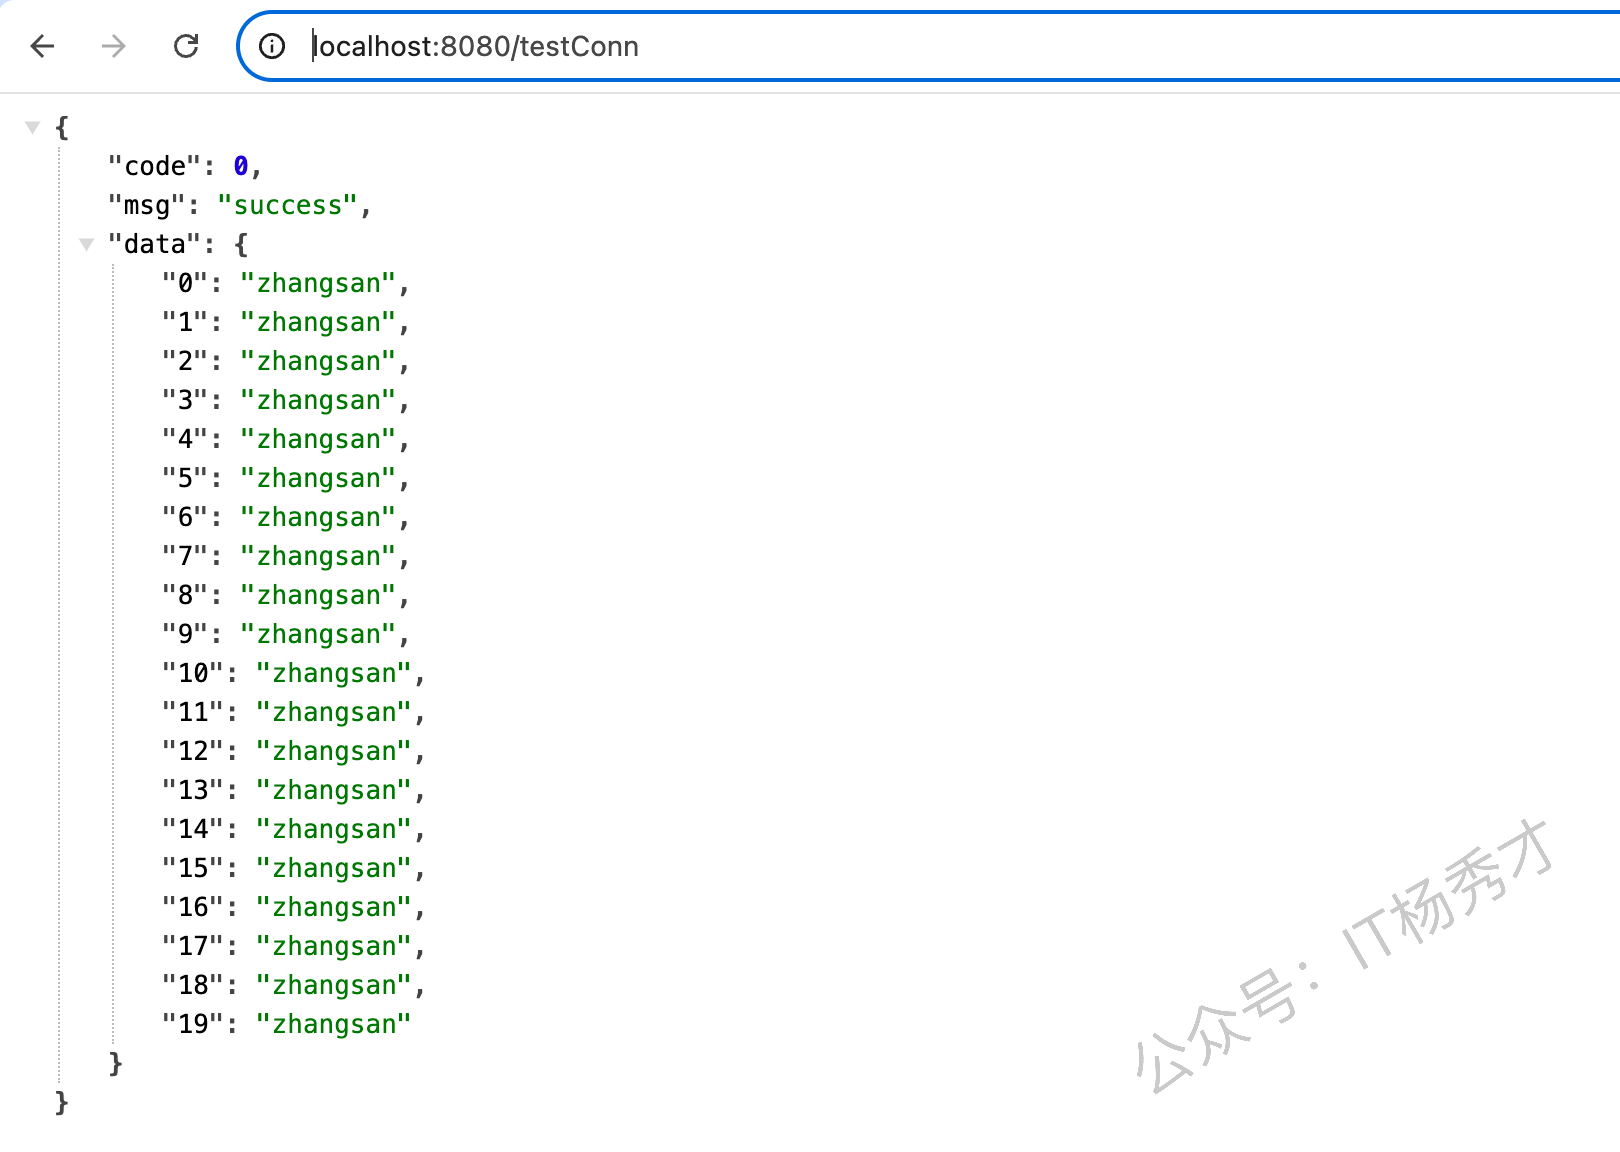 localhost:8080/testConn
{
"code": 0,
"msg": "success",
"data": {
"0": "zhangsan",
"1": "zhangsan",
"2": "zhangsan",
"3": "zhangsan",
"4": "zhangsan",
"5": "zhangsan",
"6": "zhangsan",
"7": "zhangsan",
"8": "zhangsan",
"9": "zhangsan",
"10": "zhangsan",
"11": "zhangsan",
"12": "zhangsan",
"13": "zhangsan",
"14": "zhangsan",
"15": "zhangsan",
"16": "zhangsan",
"17": "zhangsan",
"18": "zhangsan",
"19": "zhangsan"
}
}
公众号：IT杨秀才